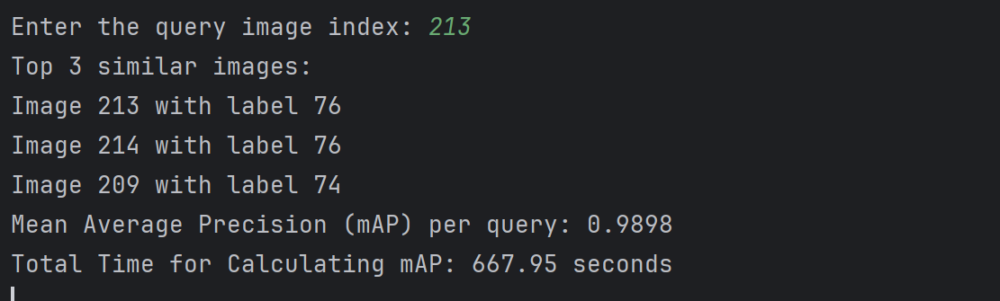 Enter the query image index: 213
Top 3 similar images:
Image 213 with label 76
Image 214 with label 76
Image 209 with label 74
Mean Average Precision (mAP) per query: 0.9898
Total Time for Calculating mAP: 667.95 seconds